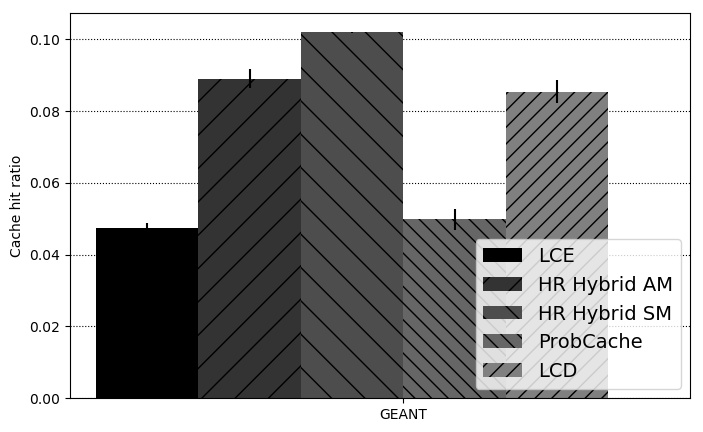 0.10
0.08
0.06
0.04
0.02
0.00
Cache hit ratio
GEANT
LCE
HR Hybrid AM
HR Hybrid SM
ProbCache
LCD